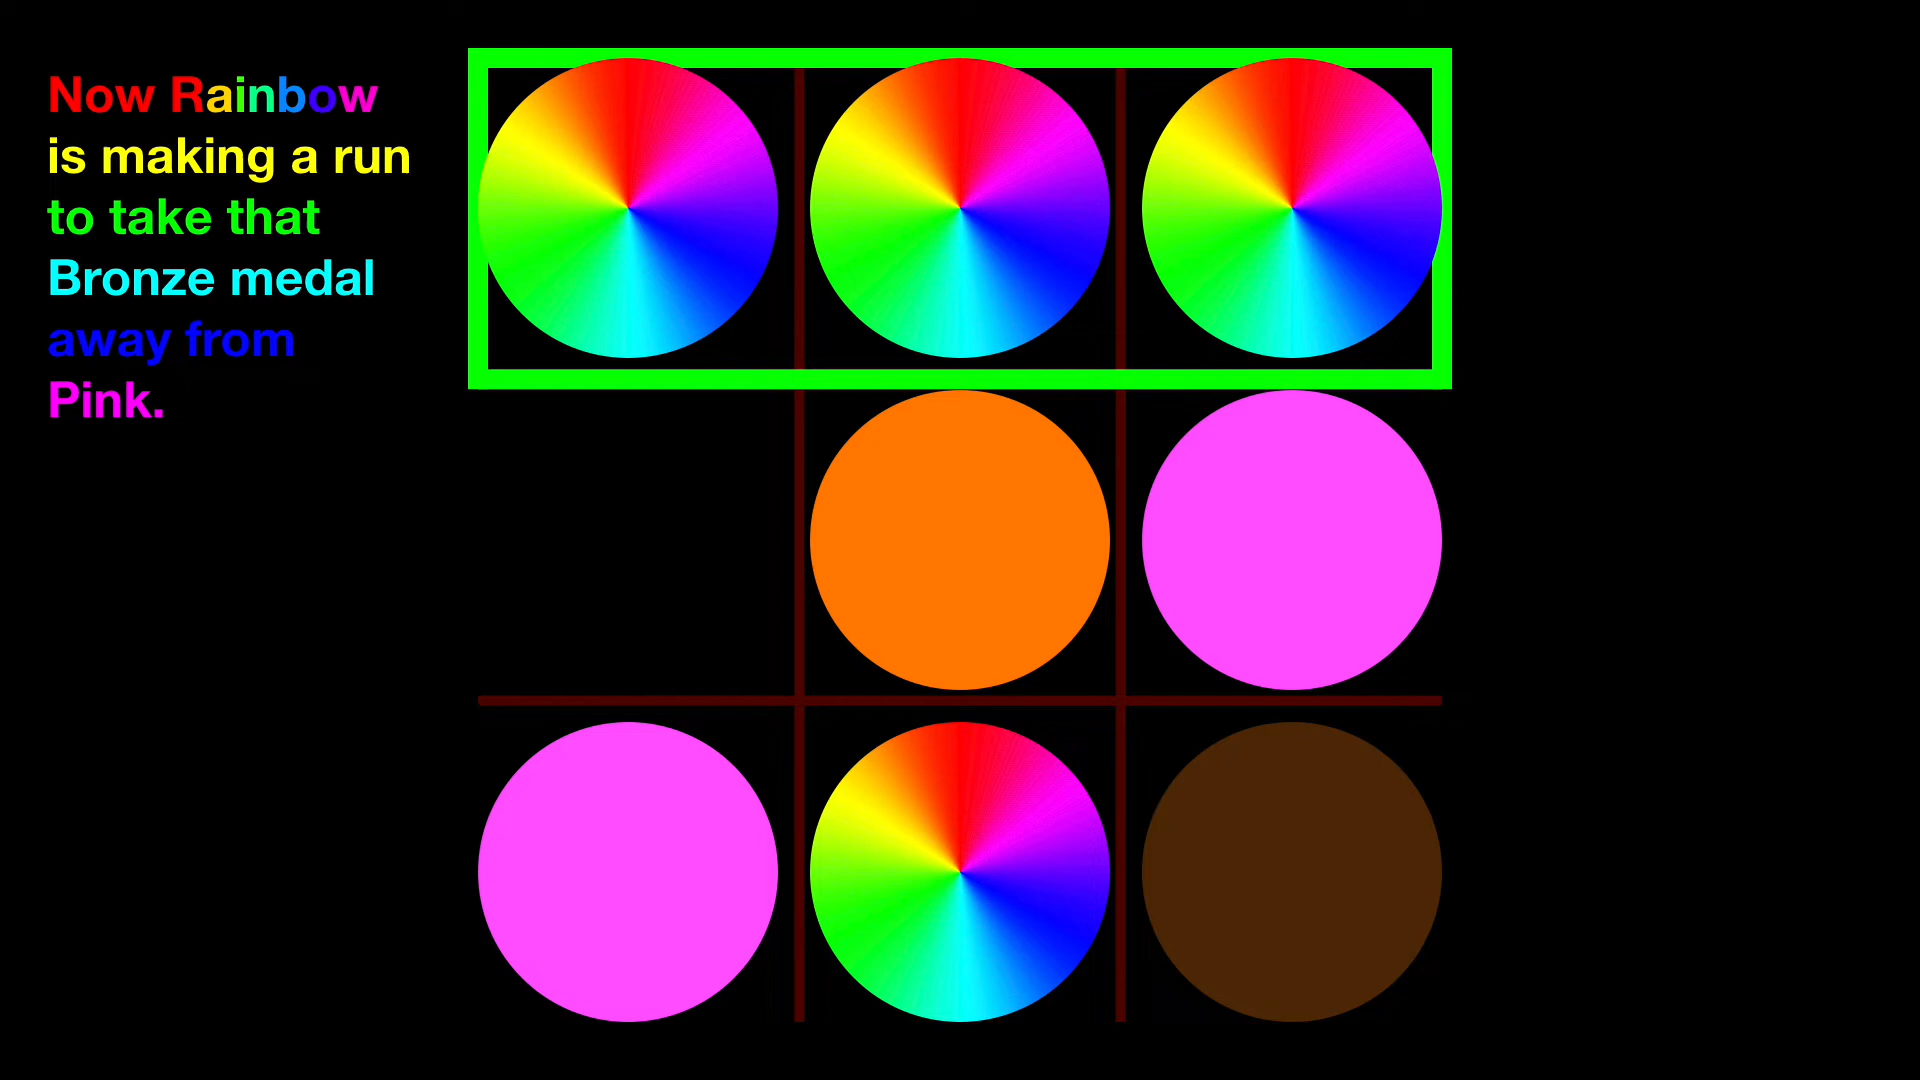 Now Rainbow
is making a run
to take that
Bronze medal
away from
Pink.